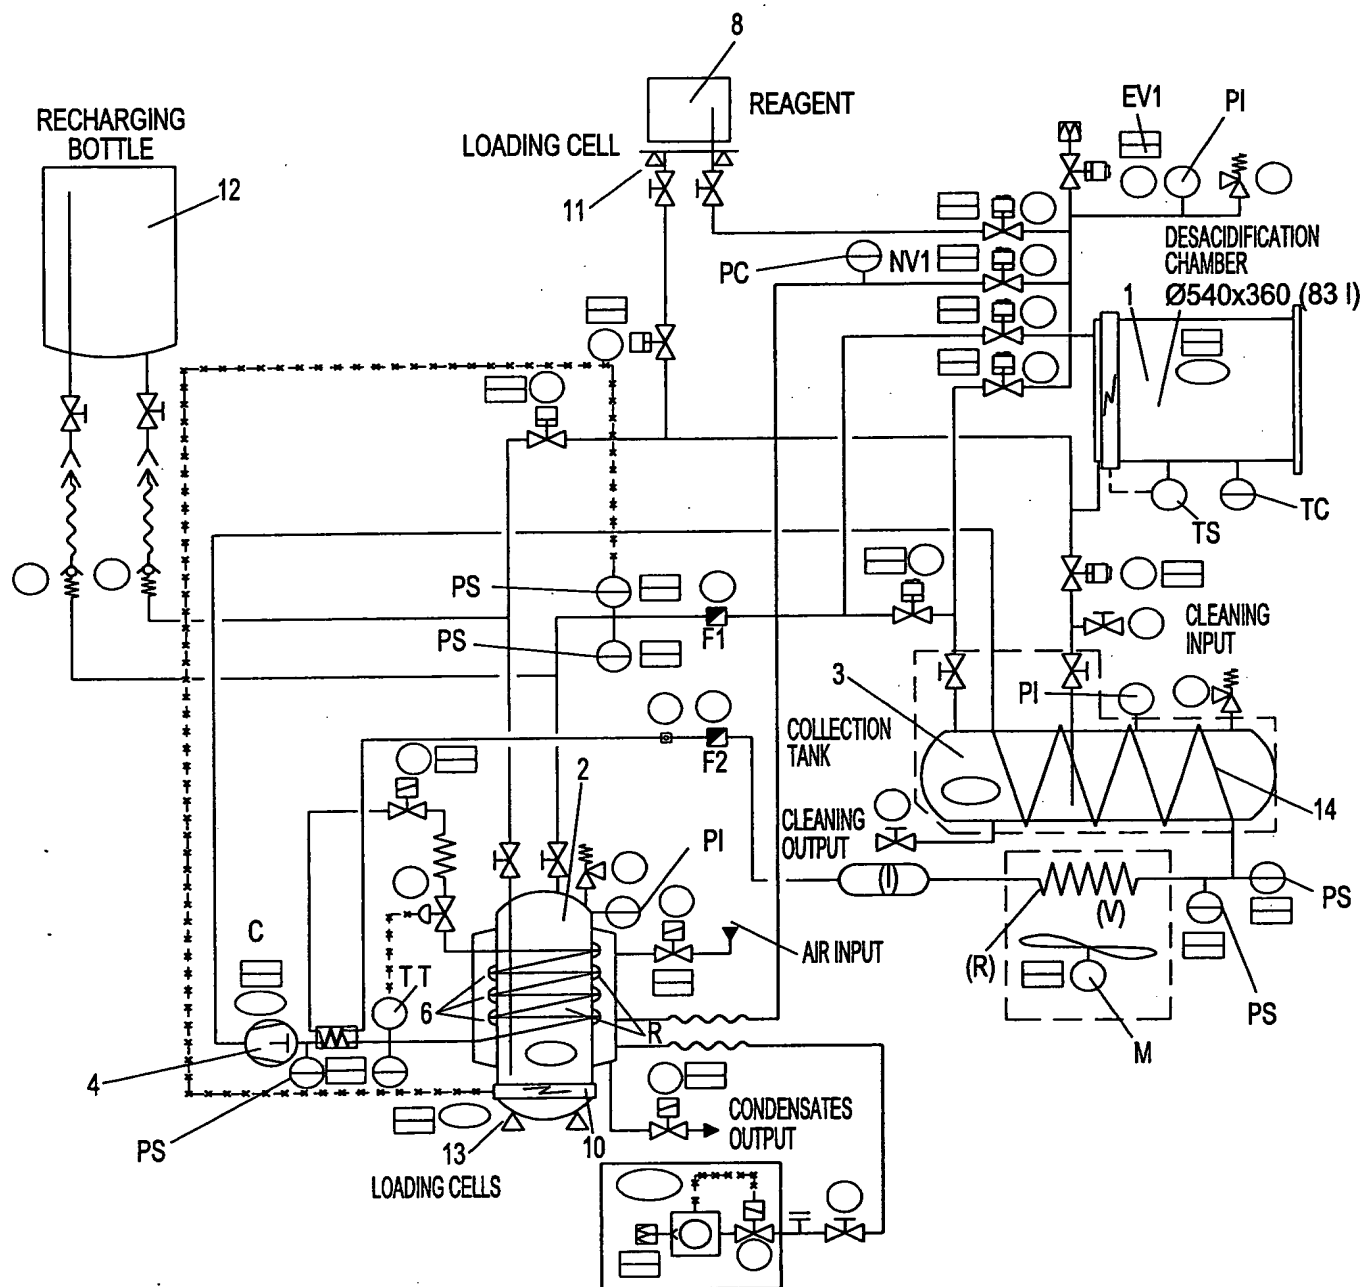 8
REAGENT
LOADING CELL
11
RECHARGING
BOTTLE
12
EV1
PI
DESACIDIFICATION
CHAMBER
1
Ø540x360 (83 l)
PC
NV1
TS
TC
PS
PS
F1
F2
CLEANING
INPUT
3
PI
COLLECTION
TANK
14
CLEANING
OUTPUT
2
PI
(V)
(R)
PS
PS
M
AIR INPUT
C
TT
6
R
4
PS
13
10
CONDENSATES
OUTPUT
LOADING CELLS